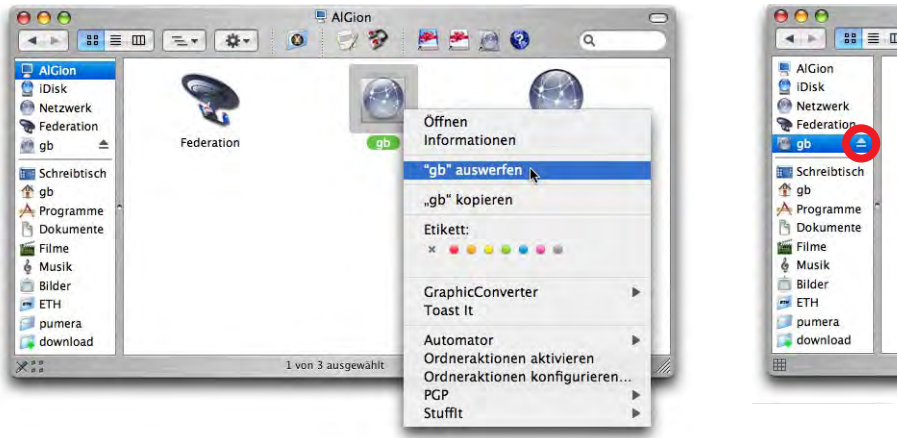 AlGion
AlGion
iDisk
Netzwerk
Federation
gb
Schreibtisch
gb
Programme
Dokumente
Filme
Musik
Bilder
ETH
pumera
download
Federation
gb
1 von 3 ausgewählt
Öffnen
Informationen
"gb" auswerfen
„gb" kopieren
Etikett:
GraphicConverter
Toast It
Automator
Ordneraktionen aktivieren
Ordneraktionen konfigurieren...
PGP
StuffIt
AlGion
iDisk
Netzwerk
Federation
gb
Schreibtisch
gb
Programme
Dokumente
Filme
Musik
Bilder
ETH
pumera
download